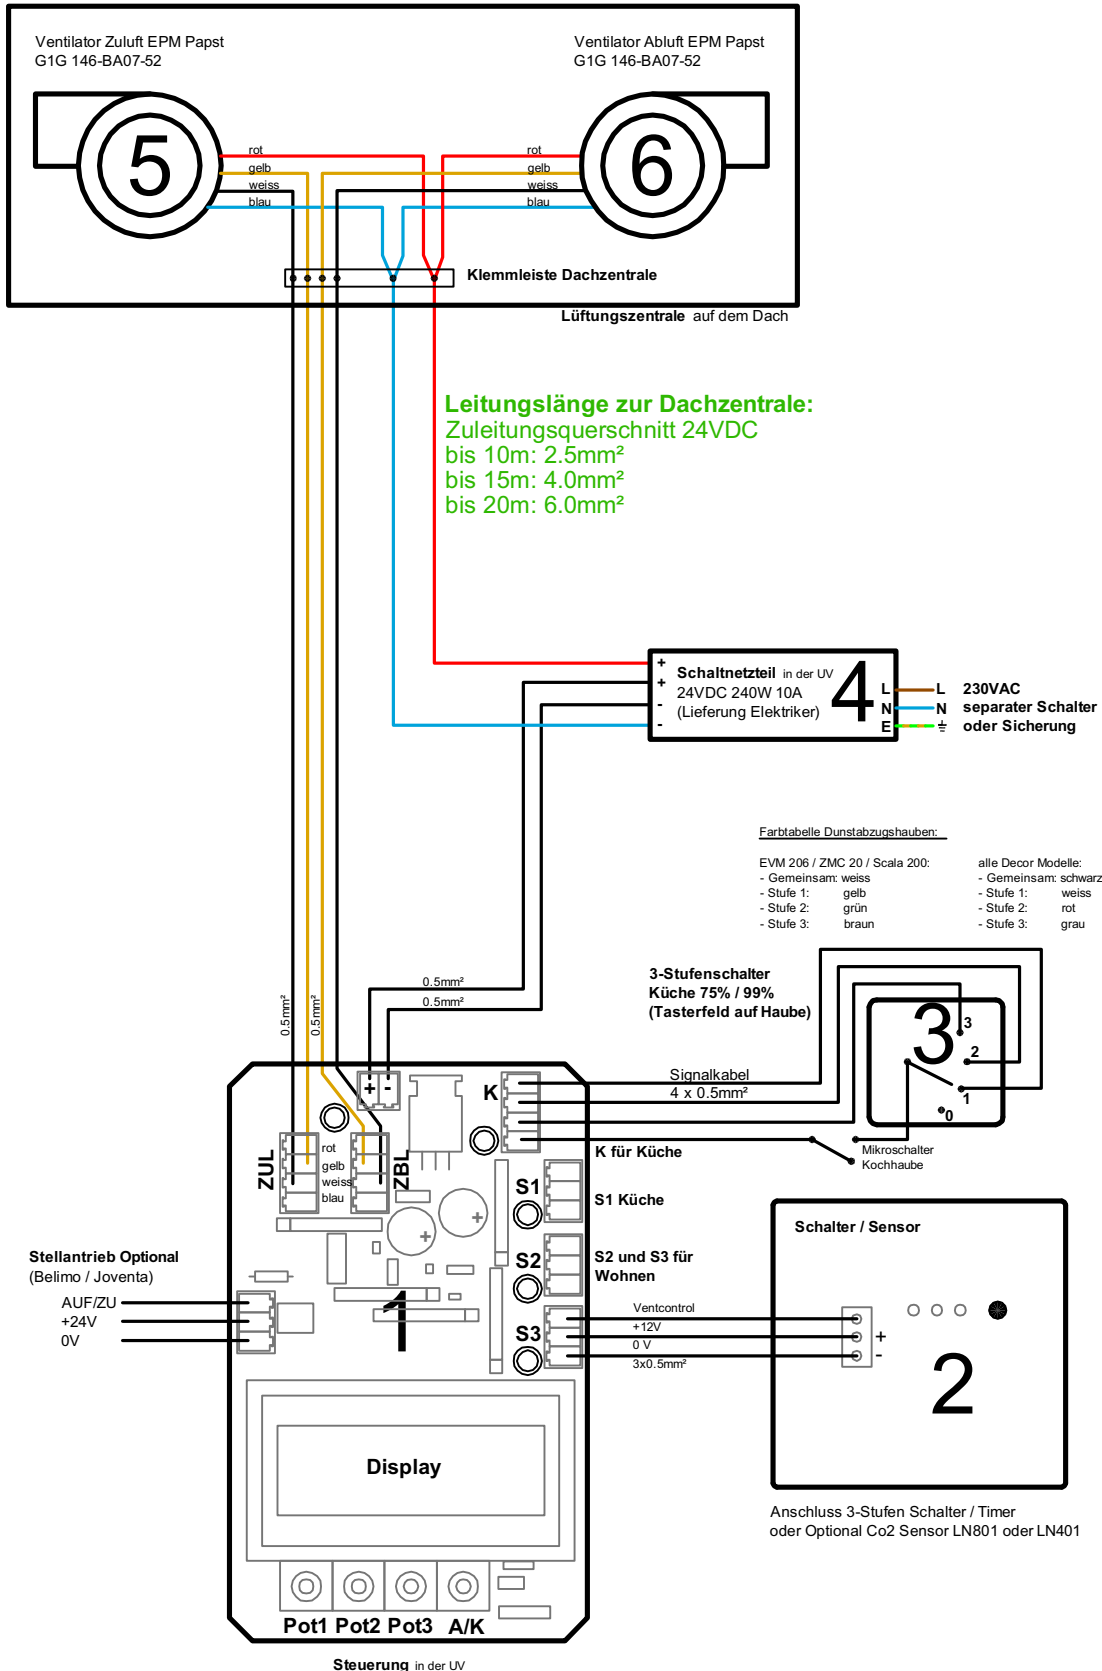 Ventilator Zuluft EPM Papst
G1G 146-BA07-52
Ventilator Abluft EPM Papst
G1G 146-BA07-52
5
6
rot
gelb
weiss
blau
rot
gelb
weiss
blau
Klemmleiste Dachzentrale
Lüftungszentrale auf dem Dach
Leitungslänge zur Dachzentrale:
Zuleitungsquerschnitt 24VDC
bis 10m: 2.5mm²
bis 15m: 4.0mm²
bis 20m: 6.0mm²
+
+
-
-
Schaltnetzteil in der UV
24VDC 240W 10A
(Lieferung Elektriker)
4
L
N
E
L
N
230VAC
separater Schalter
oder Sicherung
Farbtabelle Dunstabzugshauben:
EVM 206 / ZMC 20 / Scala 200:
- Gemeinsam: weiss
- Stufe 1: gelb
- Stufe 2: grün
- Stufe 3: braun
alle Decor Modelle:
- Gemeinsam: schwarz
- Stufe 1: weiss
- Stufe 2: rot
- Stufe 3: grau
3-Stufenschalter
Küche 75% / 99%
(Tasterfeld auf Haube)
3
3
2
1
0
0.5mm²
0.5mm²
0.5mm²
0.5mm²
Signalkabel
4 x 0.5mm²
Mikroschalter
Kochhaube
K für Küche
+
-
K
ZUL
rot
gelb
weiss
blau
ZBL
S1
S1 Küche
S2
S2 und S3 für
Wohnen
S3
+
+
1
Stellantrieb Optional
(Belimo / Joventa)
AUF/ZU
+24V
0V
Ventcontrol
+12V
0 V
3x0.5mm²
Schalter / Sensor
+
-
2
Anschluss 3-Stufen Schalter / Timer
oder Optional Co2 Sensor LN801 oder LN401
Display
Pot1 Pot2 Pot3 A/K
Steuerung in der UV